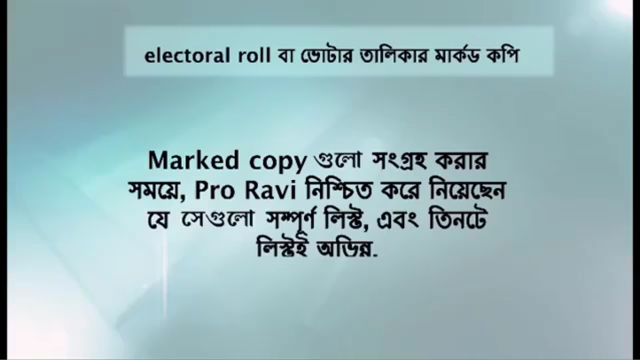 electoral roll বা ভোটার তালিকার মার্কড কপি
Marked copy গুলো সংগ্রহ করার
সময়ে, Pro Ravi নিশ্চিত করে নিয়েছেন
যে সেগুলো সম্পূর্ণ লিস্ট, এবং তিনটে
লিস্টই অভিন্ন.